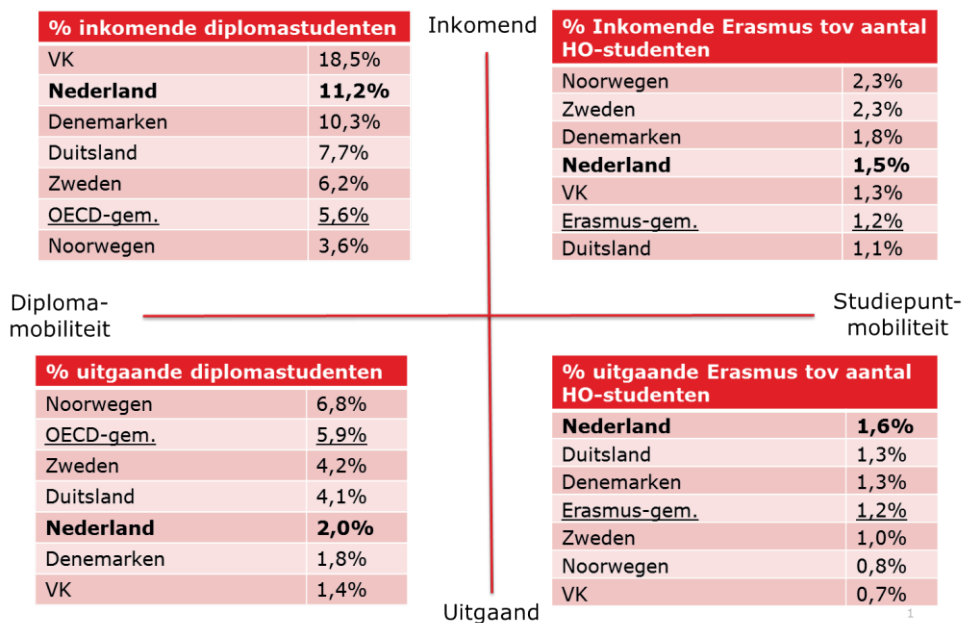 % inkomende diplomastudenten
VK 18,5%
Nederland 11,2%
Denemarken 10,3%
Duitsland 7,7%
Zweden 6,2%
OECD-gem. 5,6%
Noorwegen 3,6%
Inkomend
% Inkomende Erasmus tov aantal
HO-studenten
Noorwegen 2,3%
Zweden 2,3%
Denemarken 1,8%
Nederland 1,5%
VK 1,3%
Erasmus-gem. 1,2%
Duitsland 1,1%
Diploma-
mobiliteit
Studiepunt-
mobiliteit
% uitgaande diplomastudenten
Noorwegen 6,8%
OECD-gem. 5,9%
Zweden 4,2%
Duitsland 4,1%
Nederland 2,0%
Denemarken 1,8%
VK 1,4%
% uitgaande Erasmus tov aantal
HO-studenten
Nederland 1,6%
Duitsland 1,3%
Denemarken 1,3%
Erasmus-gem. 1,2%
Zweden 1,0%
Noorwegen 0,8%
VK 0,7%
Uitgaand
1